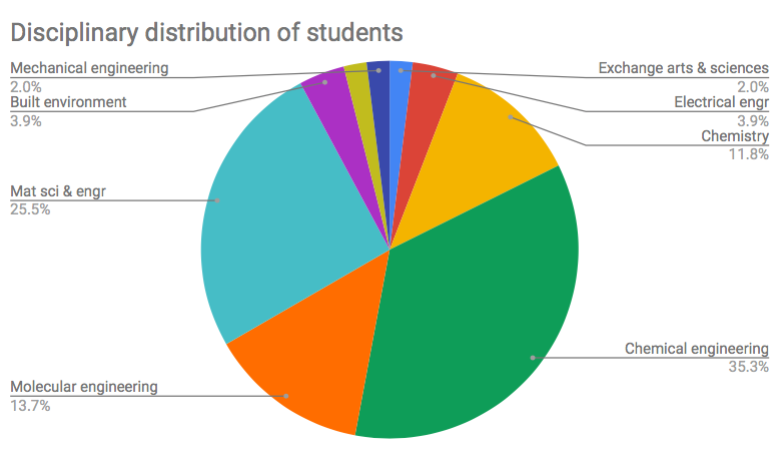 Disciplinary distribution of students
Mechanical engineering
2.0%
Built environment
3.9%
Mat sci & engr
25.5%
Molecular engineering
13.7%
Exchange arts & sciences
2.0%
Electrical engr
3.9%
Chemistry
11.8%
Chemical engineering
35.3%